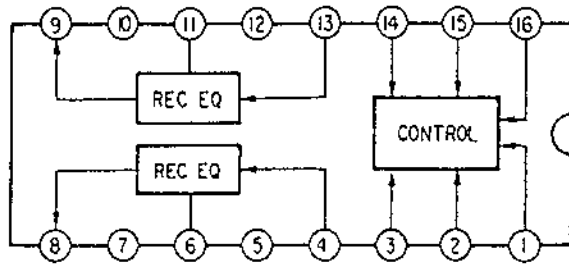 9 10 11 12 13 14 15 16
REC EQ
CONTROL
REC EQ
8 7 6 5 4 3 2 1